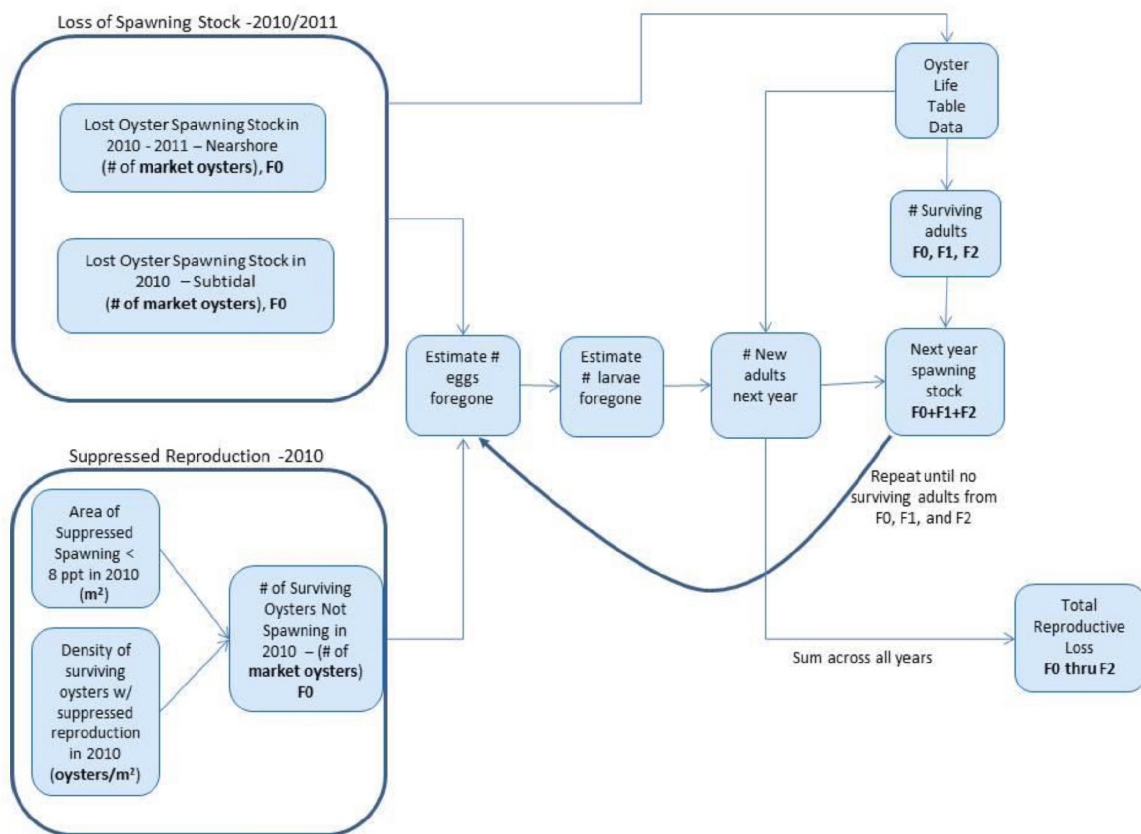 Loss of Spawning Stock -2010/2011
Lost Oyster Spawning Stock in
2010 - 2011 – Nearshore
(# of market oysters), F0
Lost Oyster Spawning Stock in
2010 – Subtidal
(# of market oysters), F0
Oyster
Life
Table
Data
# Surviving
adults
F0, F1, F2
Estimate #
eggs
foregone
Estimate
# larvae
foregone
# New
adults
next year
Next year
spawning
stock
F0+F1+F2
Repeat until no
surviving adults from
F0, F1, and F2
Suppressed Reproduction -2010
Area of
Suppressed
Spawning <
8 ppt in 2010
(m²)
Density of
surviving
oysters w/
suppressed
reproduction
in 2010
(oysters/m²)
# of Surviving
Oysters Not
Spawning in
2010 – (# of
market oysters)
F0
Sum across all years
Total
Reproductive
Loss
F0 thru F2